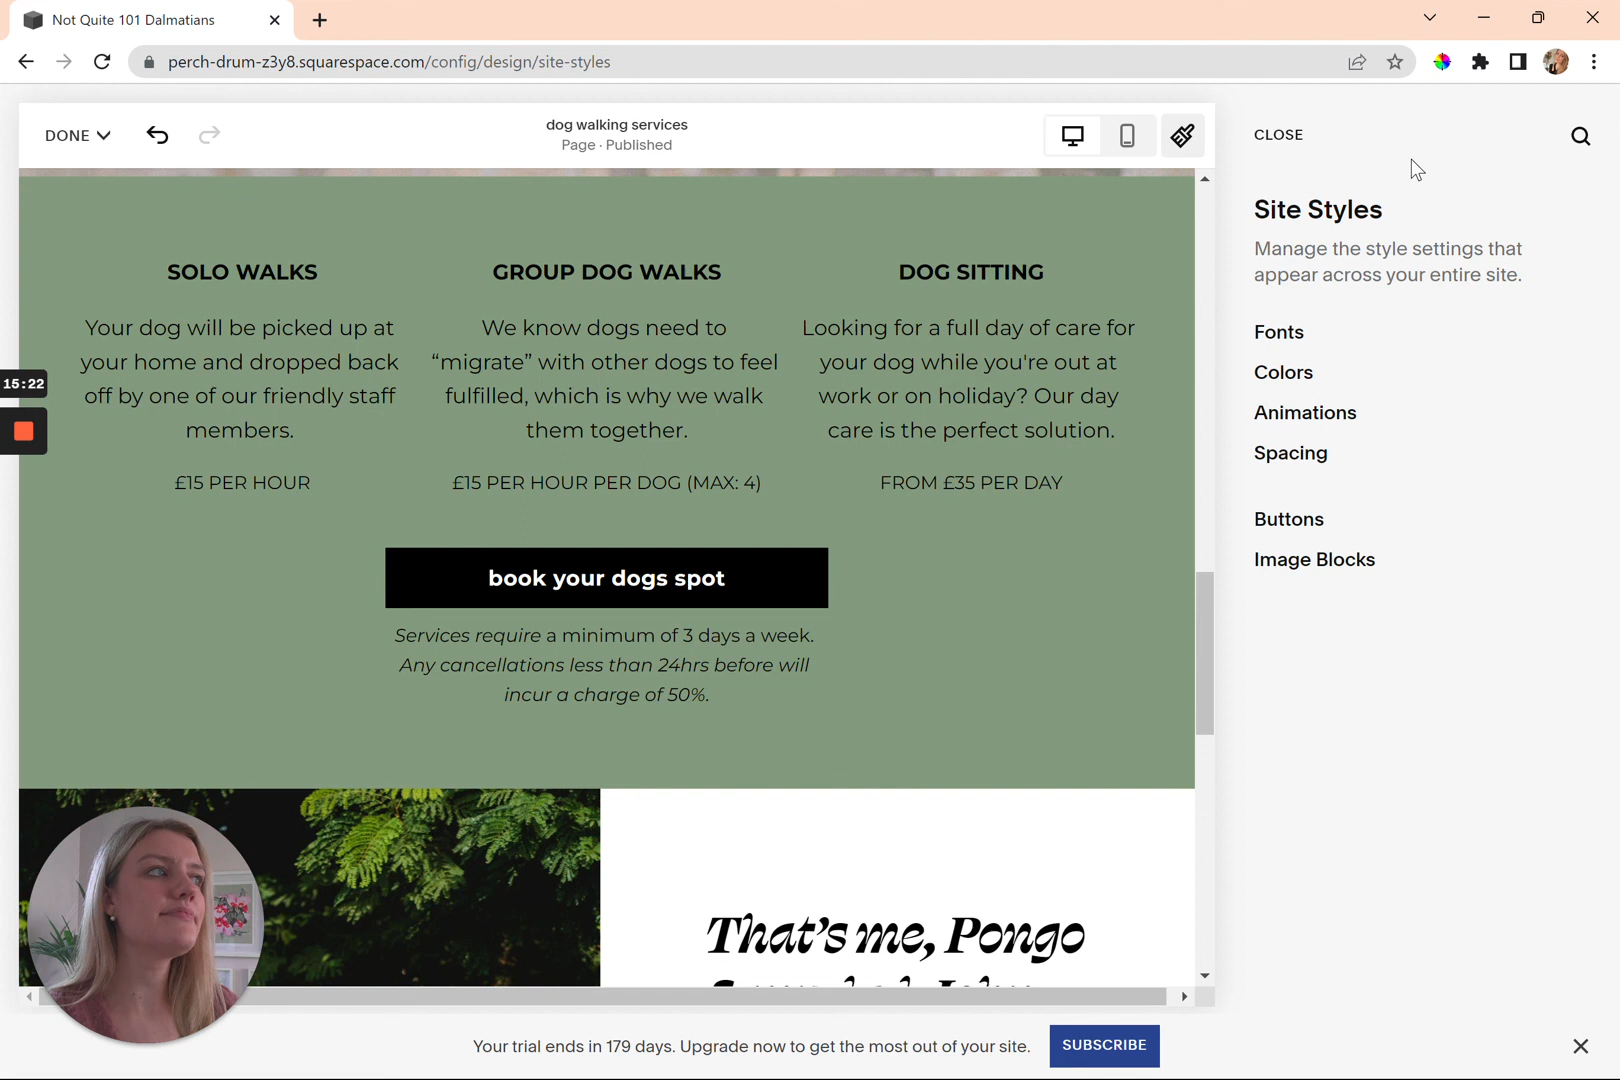 Not Quite 101 Dalmatians
perch-drum-z3y8.squarespace.com/config/design/site-styles
DONE
dog walking services
Page · Published
CLOSE
Site Styles
Manage the style settings that
appear across your entire site.
Fonts
Colors
Animations
Spacing
Buttons
Image Blocks
SOLO WALKS
Your dog will be picked up at
your home and dropped back
off by one of our friendly staff
members.
£15 PER HOUR
GROUP DOG WALKS
We know dogs need to
“migrate” with other dogs to feel
fulfilled, which is why we walk
them together.
£15 PER HOUR PER DOG (MAX: 4)
DOG SITTING
Looking for a full day of care for
your dog while you're out at
work or on holiday? Our day
care is the perfect solution.
FROM £35 PER DAY
15:22
book your dogs spot
Services require a minimum of 3 days a week.
Any cancellations less than 24hrs before will
incur a charge of 50%.
That’s me, Pongo
Your trial ends in 179 days. Upgrade now to get the most out of your site.
SUBSCRIBE